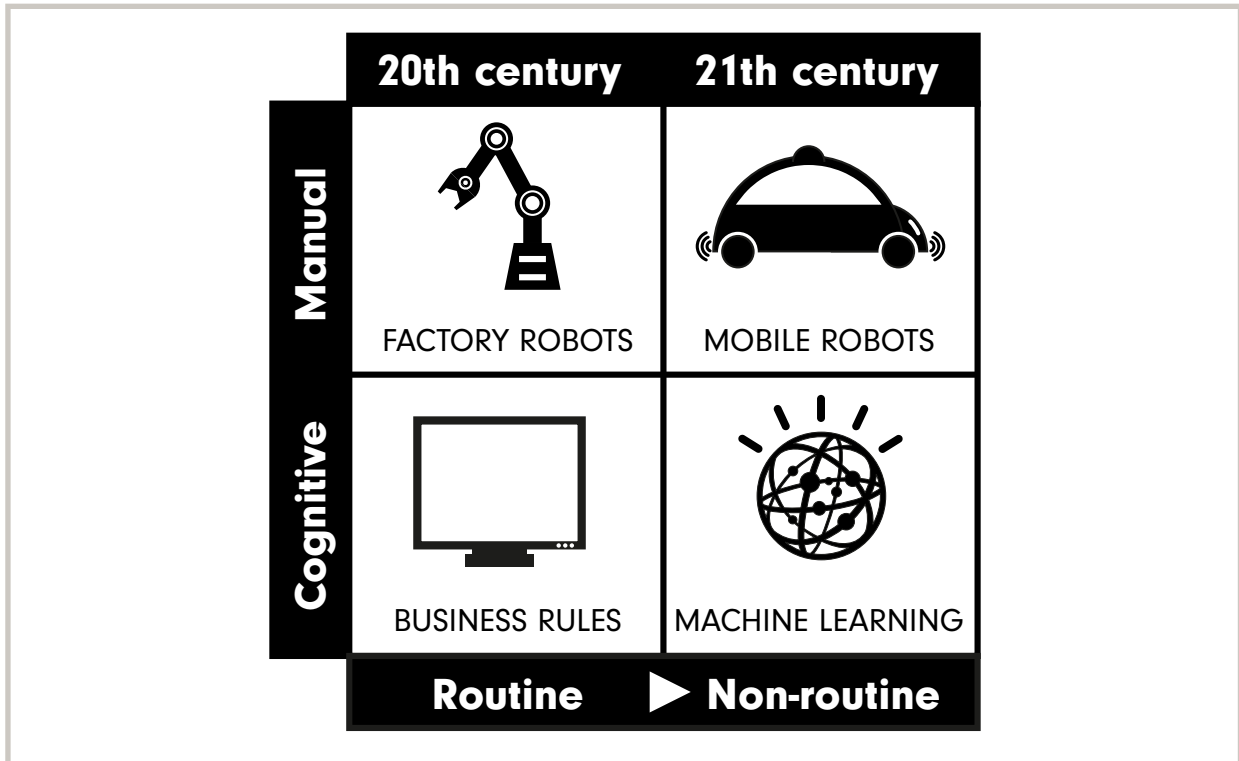 20th century
21th century
Manual
FACTORY ROBOTS
MOBILE ROBOTS
Cognitive
BUSINESS RULES
MACHINE LEARNING
Routine
Non-routine